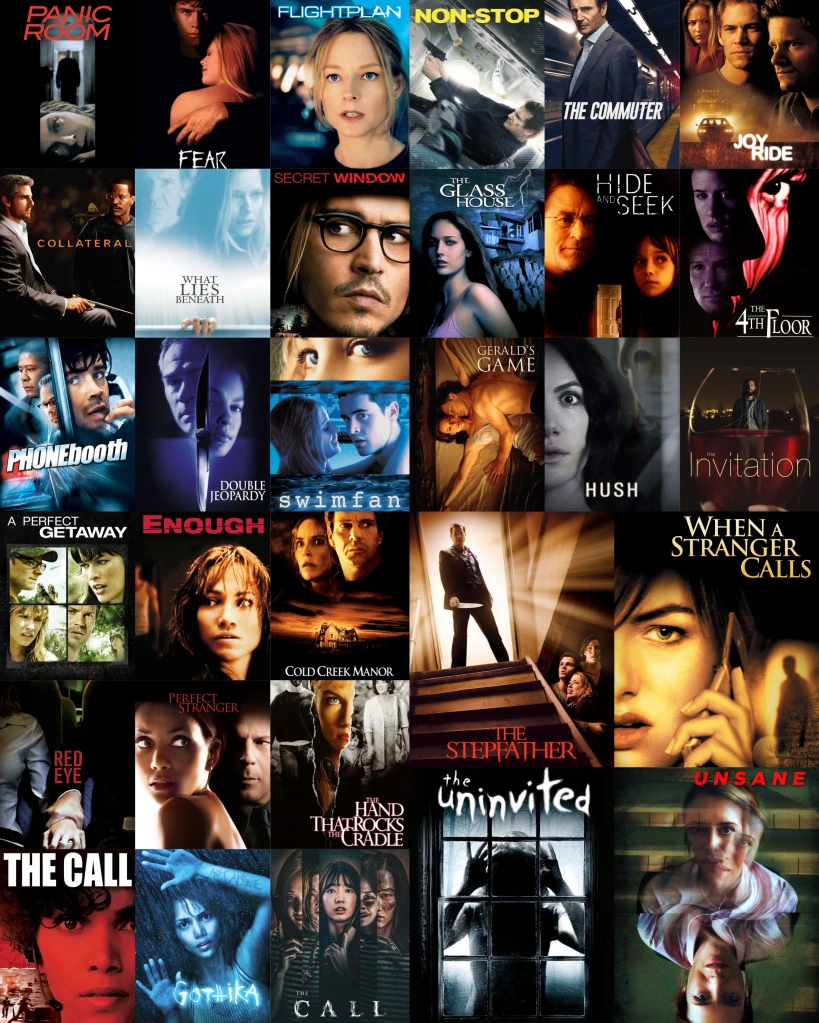 PANIC
ROOM
FEAR
FLIGHTPLAN
NON-STOP
THE COMMUTER
JOY
RIDE
COLLATERAL
WHAT
LIES
BENEATH
SECRET WINDOW
THE
GLASS
HOUSE
HIDE
AND SEEK
THE
4TH FLOOR
PHONEbooth
DOUBLE
JEOPARDY
swimfan
GERALD'S
GAME
HUSH
the
Invitation
A PERFECT
GETAWAY
ENOUGH
COLD CREEK MANOR
THE
STEPFATHER
WHEN A
STRANGER
CALLS
RED
EYE
PERFECT
STRANGER
THE
HAND
THAT ROCKS
THE CRADLE
the
uninvited
UNSANE
THE CALL
NOT ALONE
GOTHIKA
THE
CALL